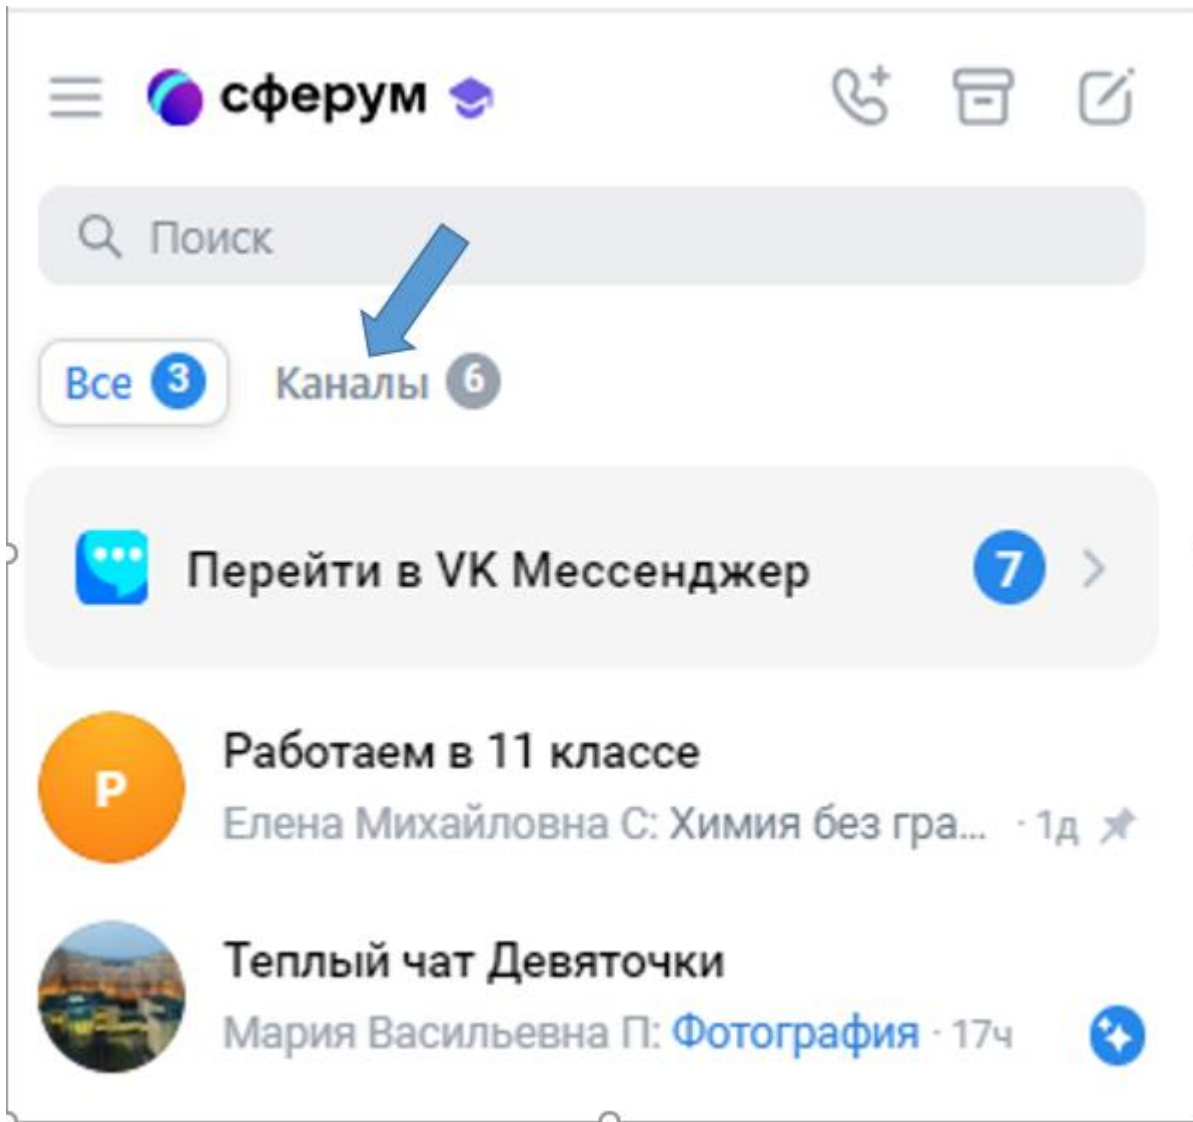 сферум
Поиск
Все 3 Каналы 6
Перейти в VK Мессенджер 7
Р
Работаем в 11 классе
Елена Михайловна С: Химия без гра... · 1д
Теплый чат Девяточки
Мария Васильевна П: Фотография · 17ч